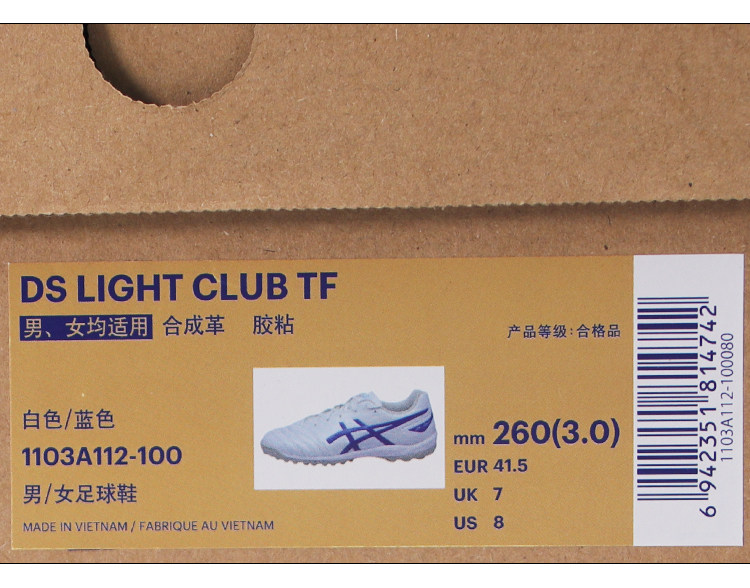 DS LIGHT CLUB TF
男、女均适用 合成革 胶粘
产品等级:合格品
白色/蓝色
1103A112-100
男/女足球鞋
MADE IN VIETNAM / FABRIQUE AU VIETNAM
mm 260(3.0)
EUR 41.5
UK 7
US 8
6 942351 814742
1103A112-100080